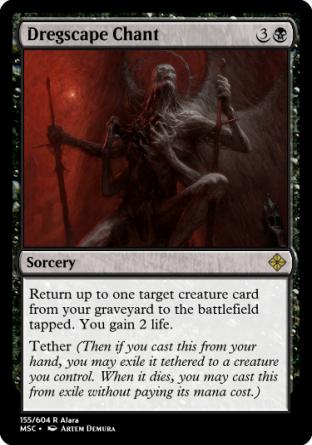 Dregscape Chant 3
Sorcery
Return up to one target creature card
from your graveyard to the battlefield
tapped. You gain 2 life.
Tether (Then if you cast this from your
hand, you may exile it tethered to a creature
you control. When it dies, you may cast this
from exile without paying its mana cost.)
155/604 R Alara
MSC • Artem Demura